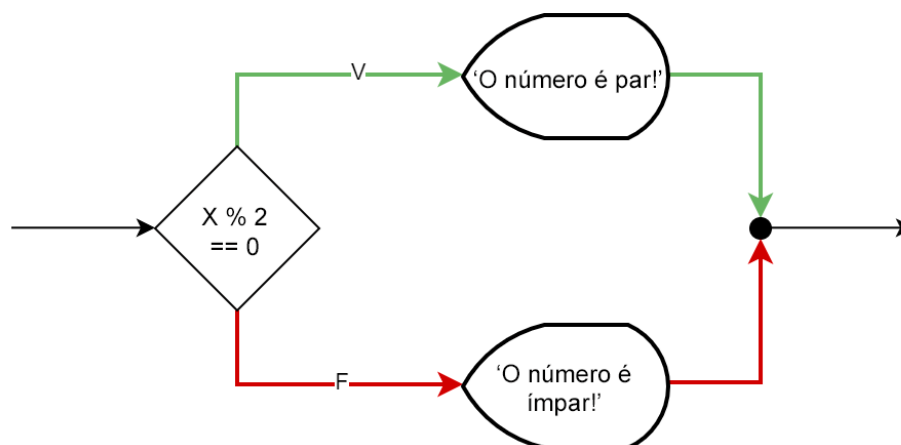 V
‘O número é par!’
X % 2
== 0
F
‘O número é
ímpar!’